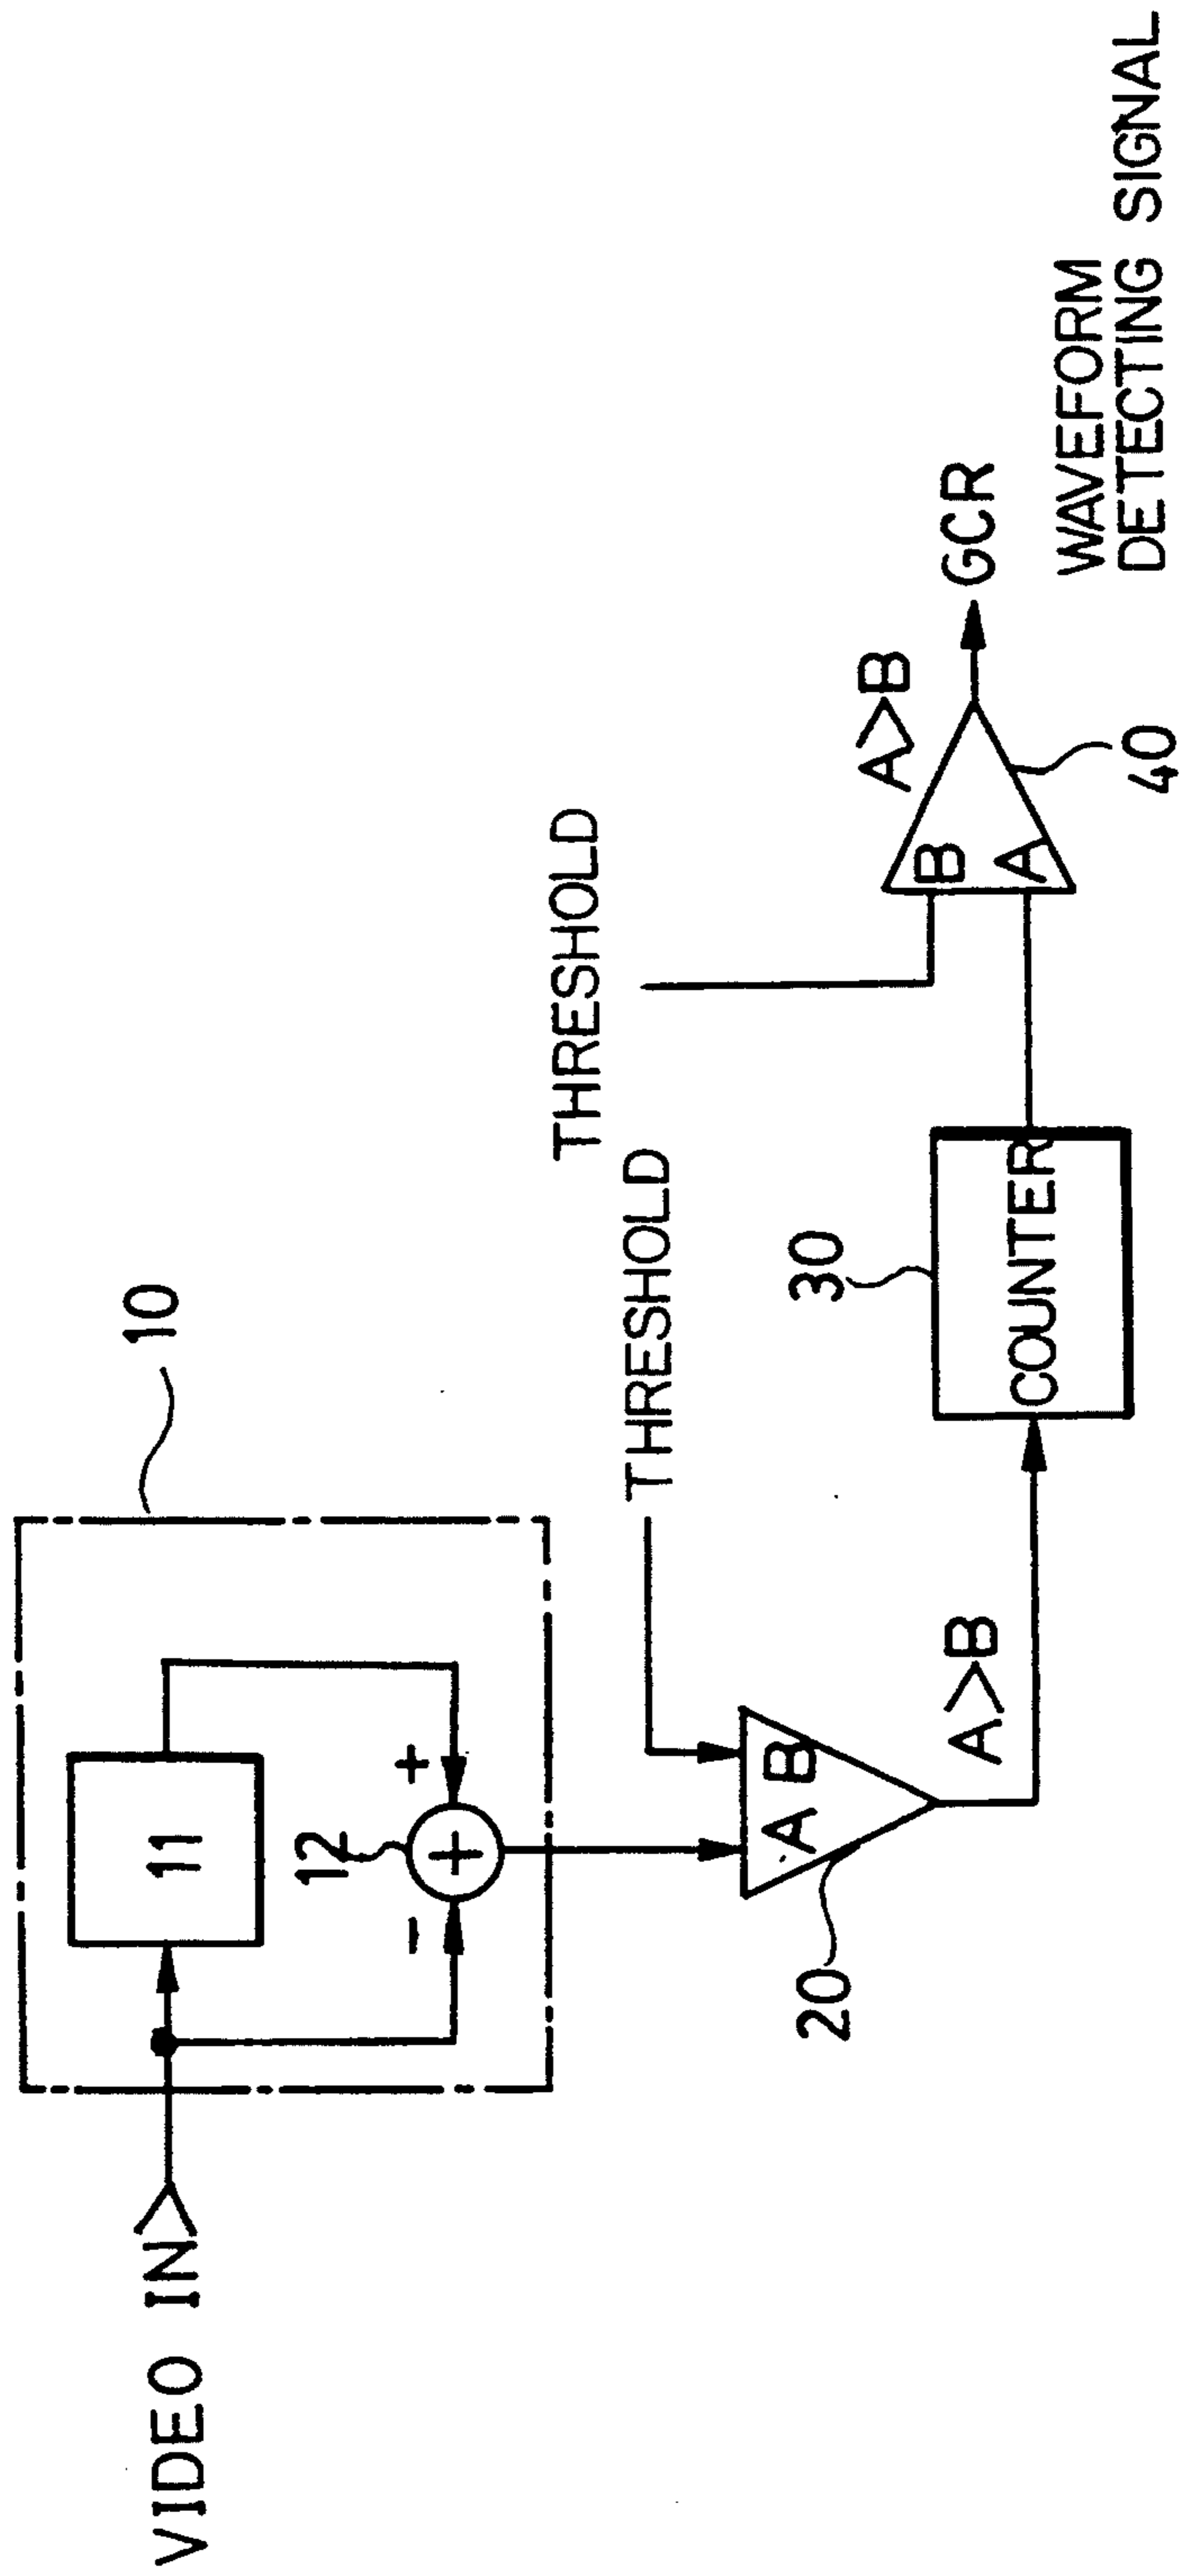 VIDEO IN
10
11
12
+
-
+
THRESHOLD
THRESHOLD
A B
20
A>B
30
COUNTER
B
A
A>B
40
GCR
WAVEFORM
DETECTING SIGNAL